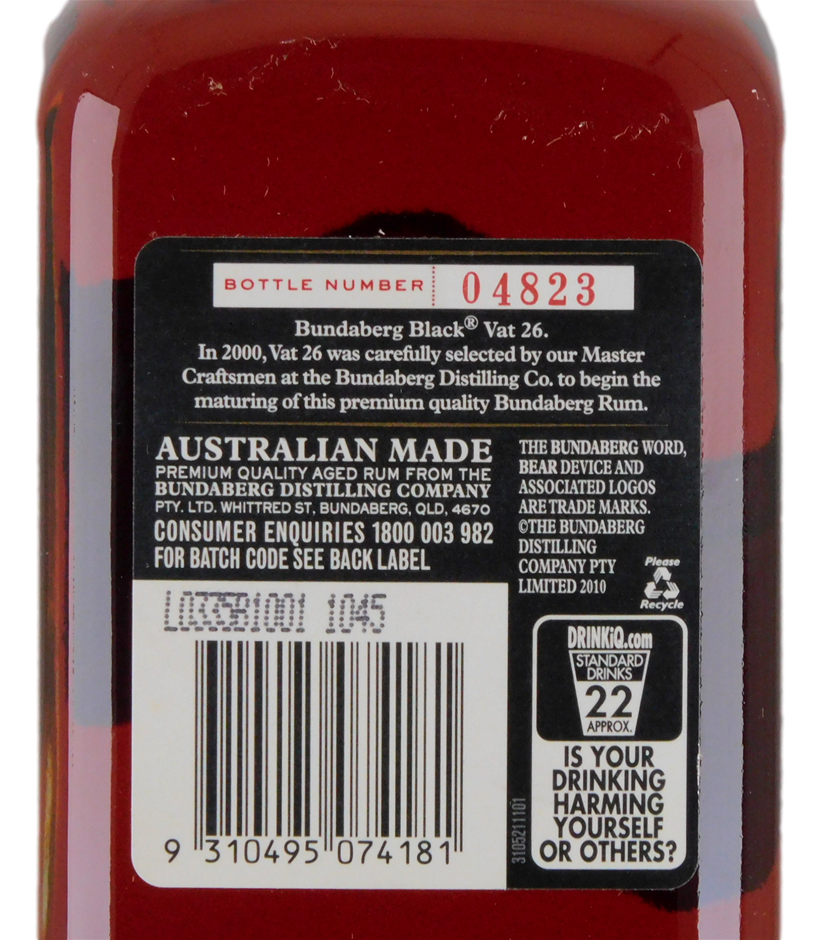 BOTTLE NUMBER 04823
Bundaberg Black® Vat 26.
In 2000, Vat 26 was carefully selected by our Master
Craftsmen at the Bundaberg Distilling Co. to begin the
maturing of this premium quality Bundaberg Rum.
AUSTRALIAN MADE
PREMIUM QUALITY AGED RUM FROM THE
BUNDABERG DISTILLING COMPANY
PTY. LTD. WHITTRED ST, BUNDABERG, QLD, 4670
CONSUMER ENQUIRIES 1800 003 982
FOR BATCH CODE SEE BACK LABEL
THE BUNDABERG WORD,
BEAR DEVICE AND
ASSOCIATED LOGOS
ARE TRADE MARKS.
©THE BUNDABERG
DISTILLING
COMPANY PTY
LIMITED 2010
Please
Recycle
L0335B1001 1045
9 310495 074181
3105211101
DRINKiQ.com
STANDARD
DRINKS
22
APPROX.
IS YOUR
DRINKING
HARMING
YOURSELF
OR OTHERS?